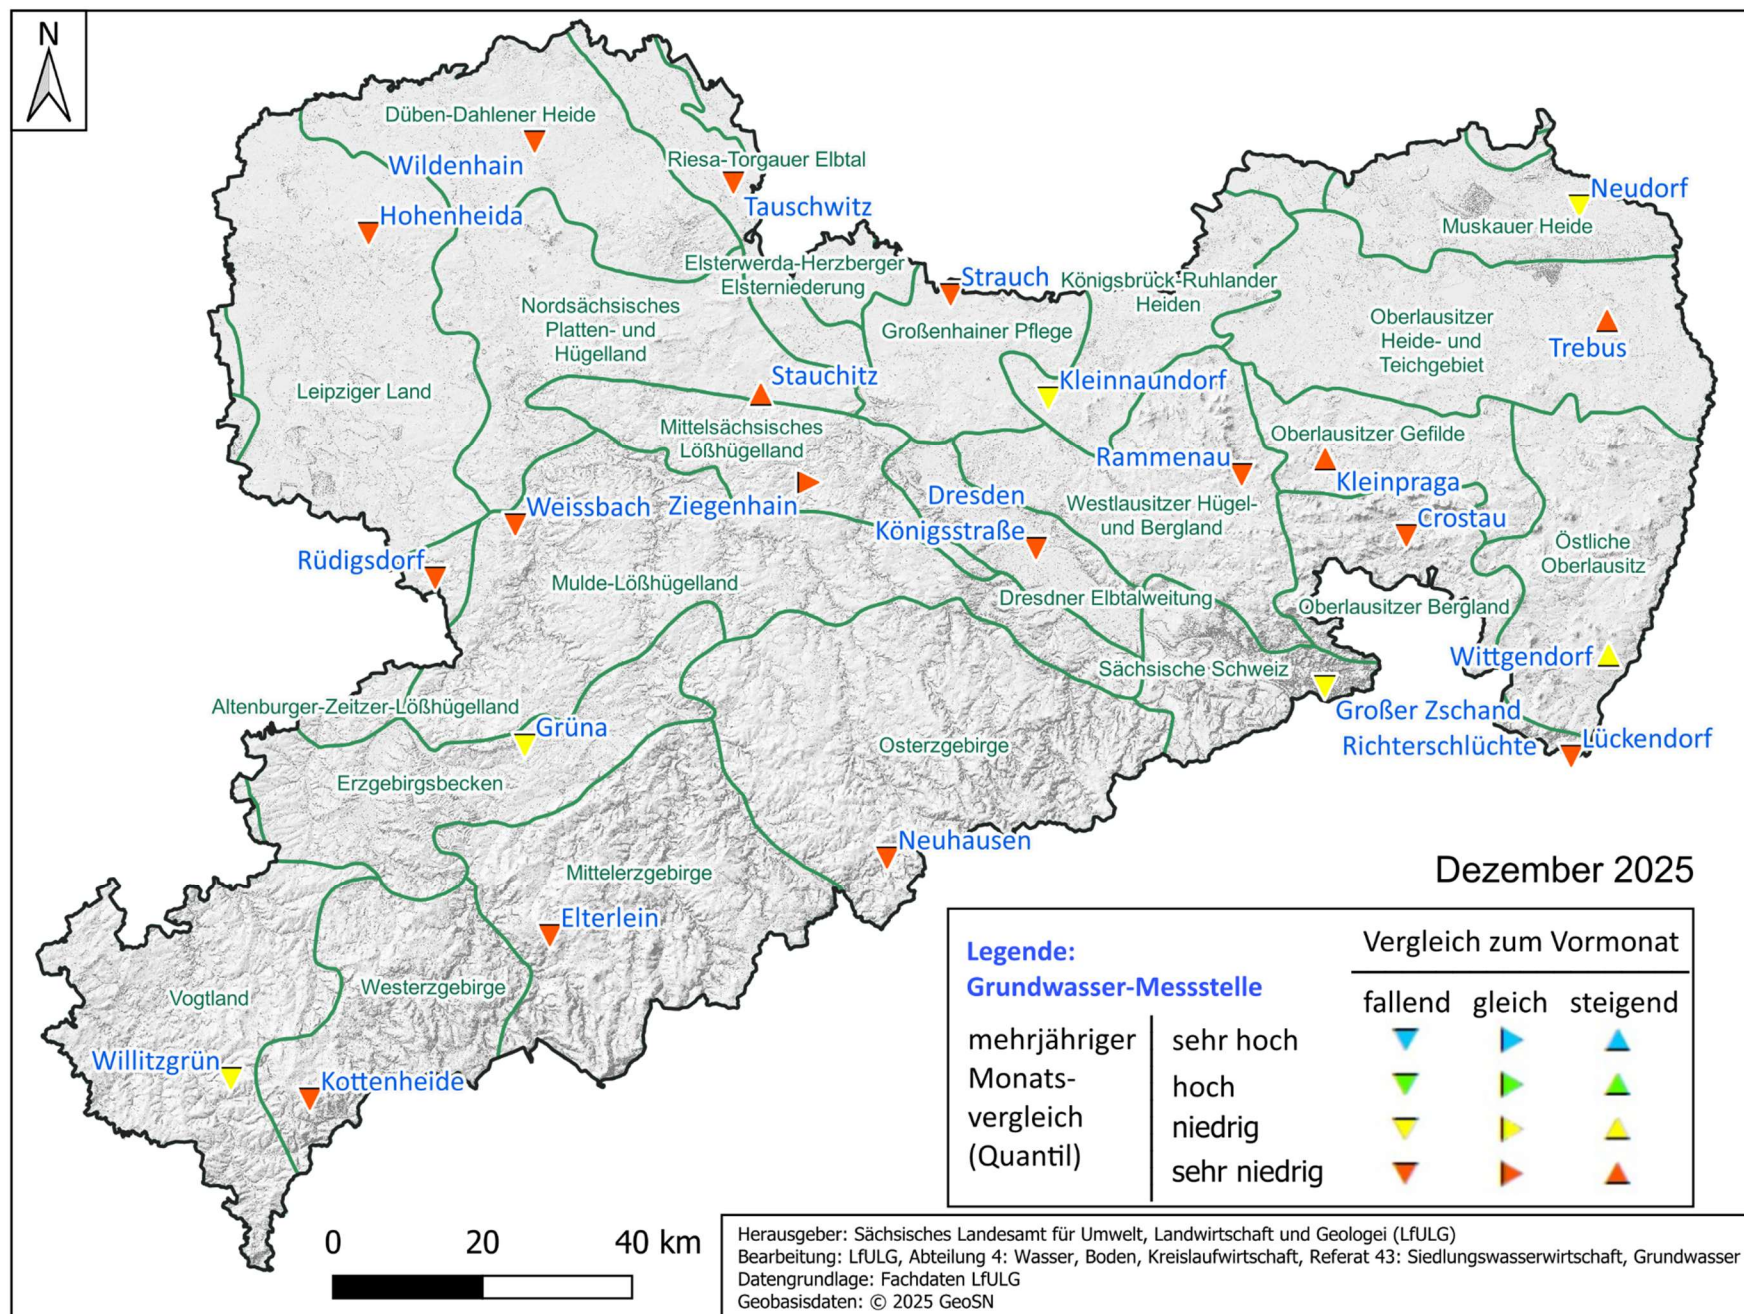 N
Düben-Dahlener Heide
Wildenhain
Riesa-Torgauer Elbtal
Tauschwitz
Hohenheida
Neudorf
Muskauer Heide
Elsterwerda-Herzberger
Elsterniederung
Strauch
Königsbrück-Ruhlander
Heiden
Nordsächsisches
Platten- und
Hügelland
Großenhainer Pflege
Oberlausitzer
Heide- und
Teichgebiet
Trebus
Leipziger Land
Stauchitz
Kleinnaundorf
Mittelsächsisches
Lößhügelland
Oberlausitzer Gefilde
Rammenau
Kleinpraga
Weissbach
Ziegenhain
Dresden
Königsstraße
Westlausitzer Hügel-
und Bergland
Crostau
Östliche
Oberlausitz
Rüdigsdorf
Mulde-Lößhügelland
Dresdner Elbtalweitung
Oberlausitzer Bergland
Wittgendorf
Sächsische Schweiz
Altenburger-Zeitzer-Lößhügelland
Grüna
Großer Zschand
Richterschlüchte
Lückendorf
Osterzgebirge
Erzgebirgsbecken
Neuhausen
Mittelerzgebirge
Elterlein
Westerzgebirge
Vogtland
Willitzgrün
Kottenheide
Dezember 2025
Legende:
Grundwasser-Messstelle
Vergleich zum Vormonat
fallend gleich steigend
mehrjähriger
Monats-
vergleich
(Quantil)
sehr hoch
hoch
niedrig
sehr niedrig
0 20 40 km
Herausgeber: Sächsisches Landesamt für Umwelt, Landwirtschaft und Geologei (LfULG)
Bearbeitung: LfULG, Abteilung 4: Wasser, Boden, Kreislaufwirtschaft, Referat 43: Siedlungswasserwirtschaft, Grundwasser
Datengrundlage: Fachdaten LfULG
Geobasisdaten: © 2025 GeoSN